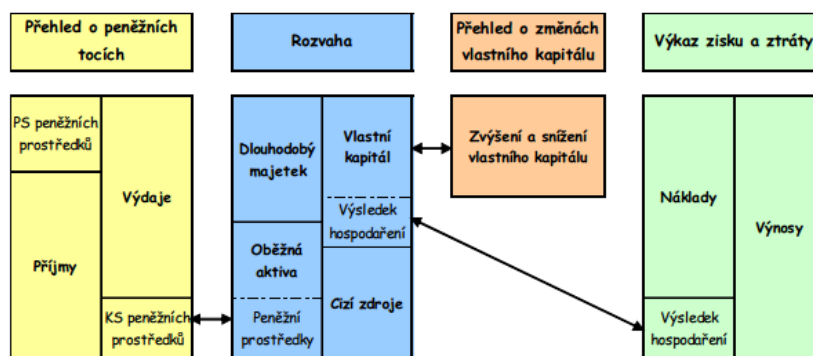 Přehled o peněžních
tocích
Rozvaha
Přehled o změnách
vlastního kapitálu
Výkaz zisku a ztráty
PS peněžních
prostředků
Příjmy
Výdaje
KS peněžních
prostředků
Dlouhodobý
majetek
Oběžná
aktiva
Peněžní
prostředky
Vlastní
kapitál
Výsledek
hospodaření
Cizí zdroje
Zvýšení a snížení
vlastního kapitálu
Náklady
Výsledek
hospodaření
Výnosy